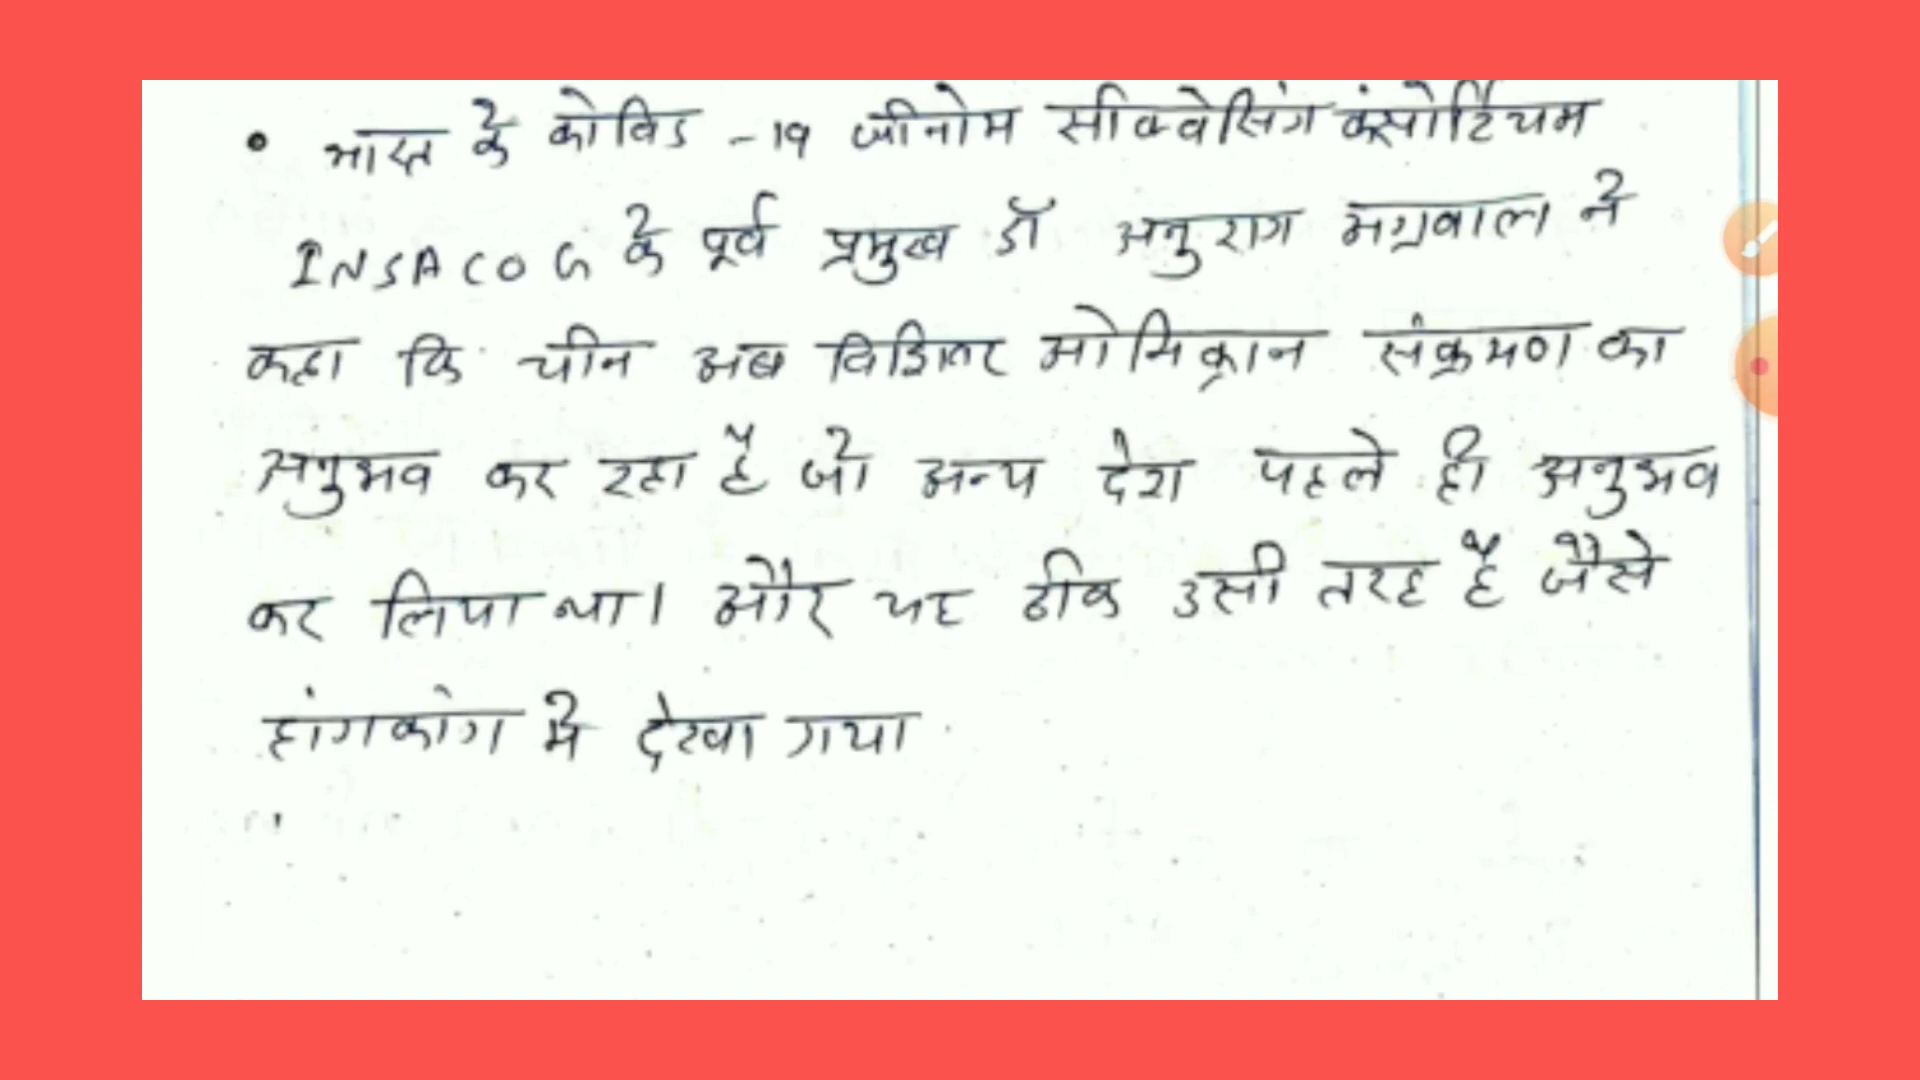 • भारत के कोविड -19 जीनोम सीक्वेसिंग कंसोर्टियम
INSACOG के पूर्व प्रमुख डॉ अनुराग अग्रवाल ने
कहा कि चीन अब विशिष्ट ओमिक्रान संक्रमण का
अनुभव कर रहा है जो अन्य देश पहले ही अनुभव
कर लिया था। और यह ठीक उसी तरह है जैसे
हांगकांग में देखा गया